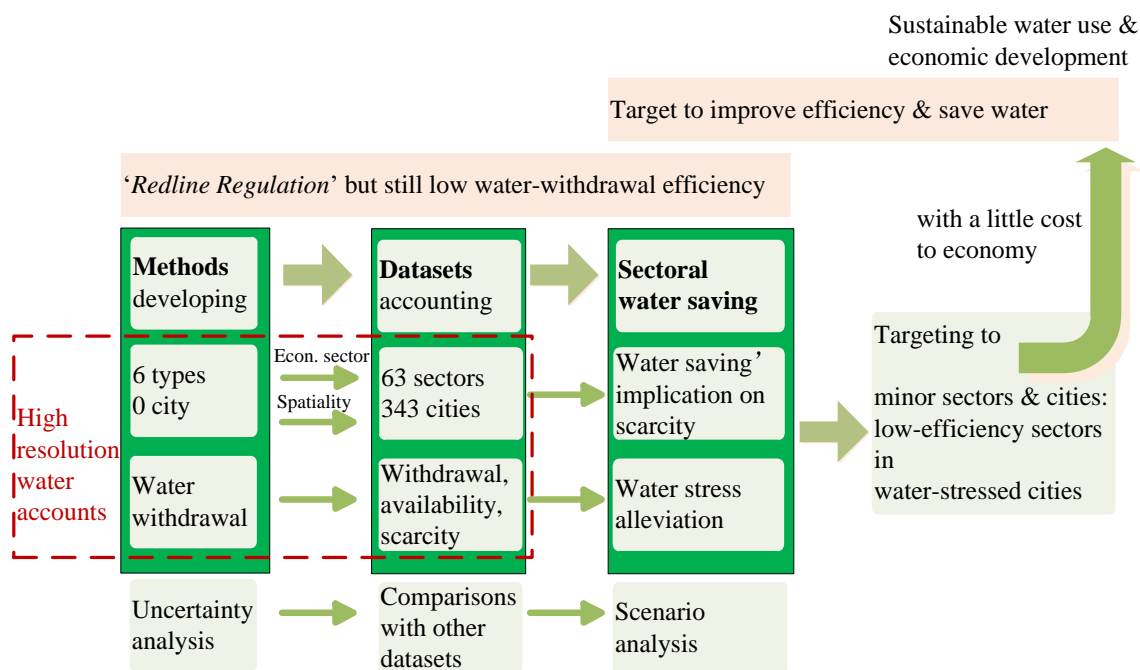 Sustainable water use &
economic development
Target to improve efficiency & save water
‘Redline Regulation’ but still low water-withdrawal efficiency
with a little cost
to economy
Methods
developing
Datasets
accounting
Sectoral
water saving
High
resolution
water
accounts
6 types
0 city
Econ. sector
Spatiality
63 sectors
343 cities
Water saving’
implication on
scarcity
Water
withdrawal
Withdrawal,
availability,
scarcity
Water stress
alleviation
Targeting to
minor sectors & cities:
low-efficiency sectors
in
water-stressed cities
Uncertainty
analysis
Comparisons
with other
datasets
Scenario
analysis